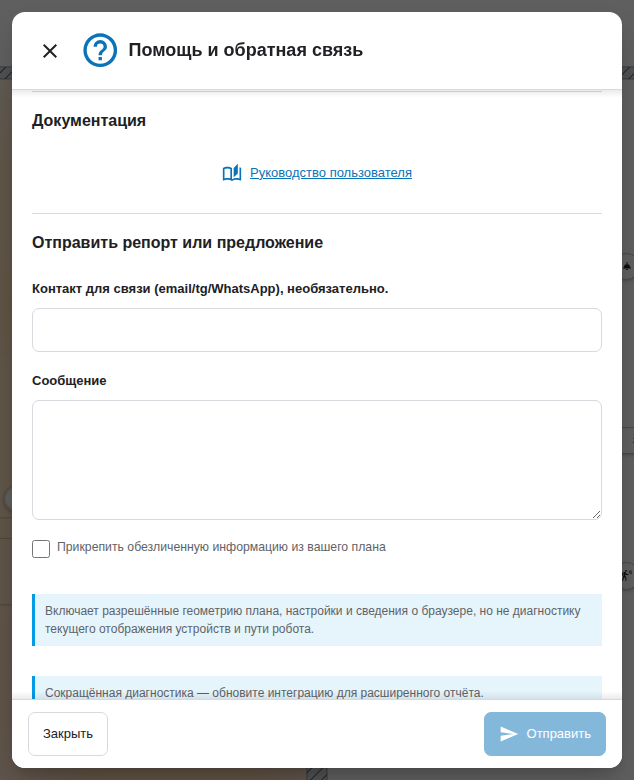 Помощь и обратная связь
Документация
Руководство пользователя
Отправить репорт или предложение
Контакт для связи (email/tg/WhatsApp), необязательно.
Сообщение
Прикрепить обезличенную информацию из вашего плана
Включает разрешённые геометрию плана, настройки и сведения о браузере, но не диагностику
текущего отображения устройств и пути робота.
Сокращённая диагностика — обновите интеграцию для расширенного отчёта.
Закрыть
Отправить